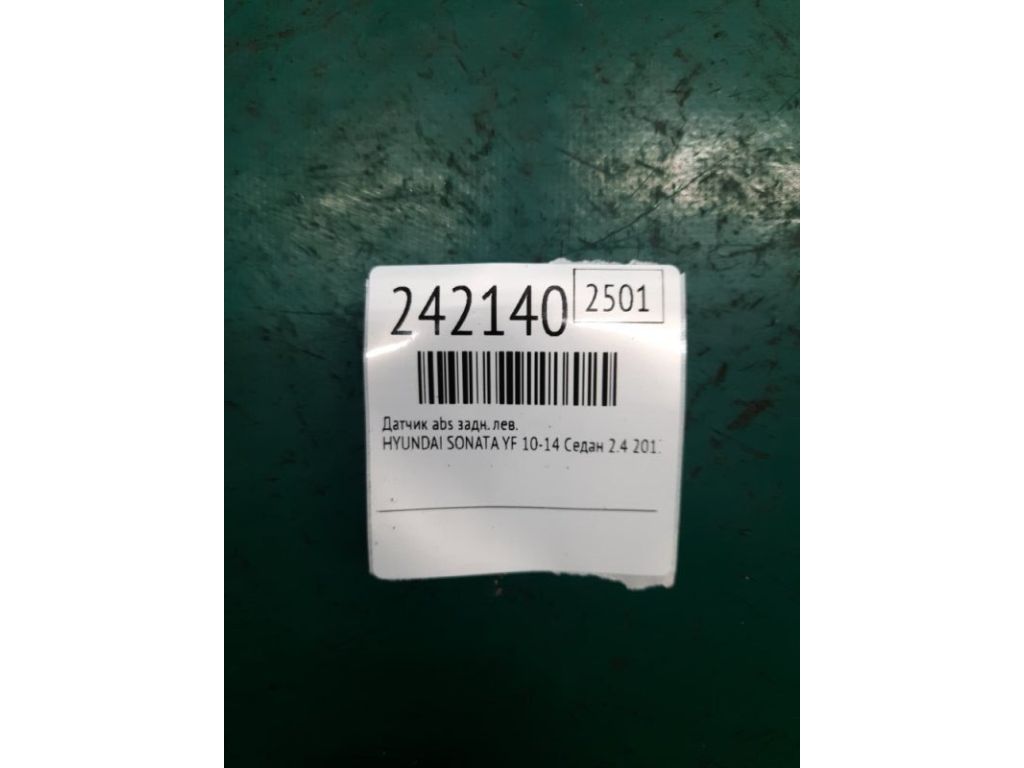 242140 2501
Датчик abs задн. лев.
HYUNDAI SONATA YF 10-14 Седан 2.4